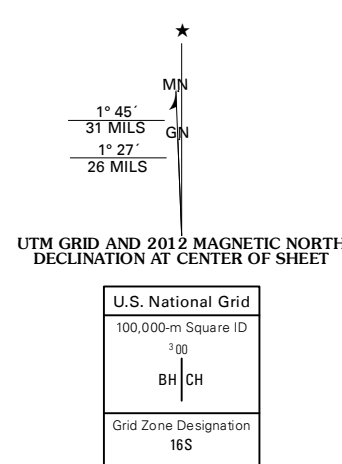 ★
MN
1° 45´
31 MILS
GN
1° 27´
26 MILS
UTM GRID AND 2012 MAGNETIC NORTH
DECLINATION AT CENTER OF SHEET
U.S. National Grid
100,000-m Square ID
³00
BH CH
Grid Zone Designation
16S